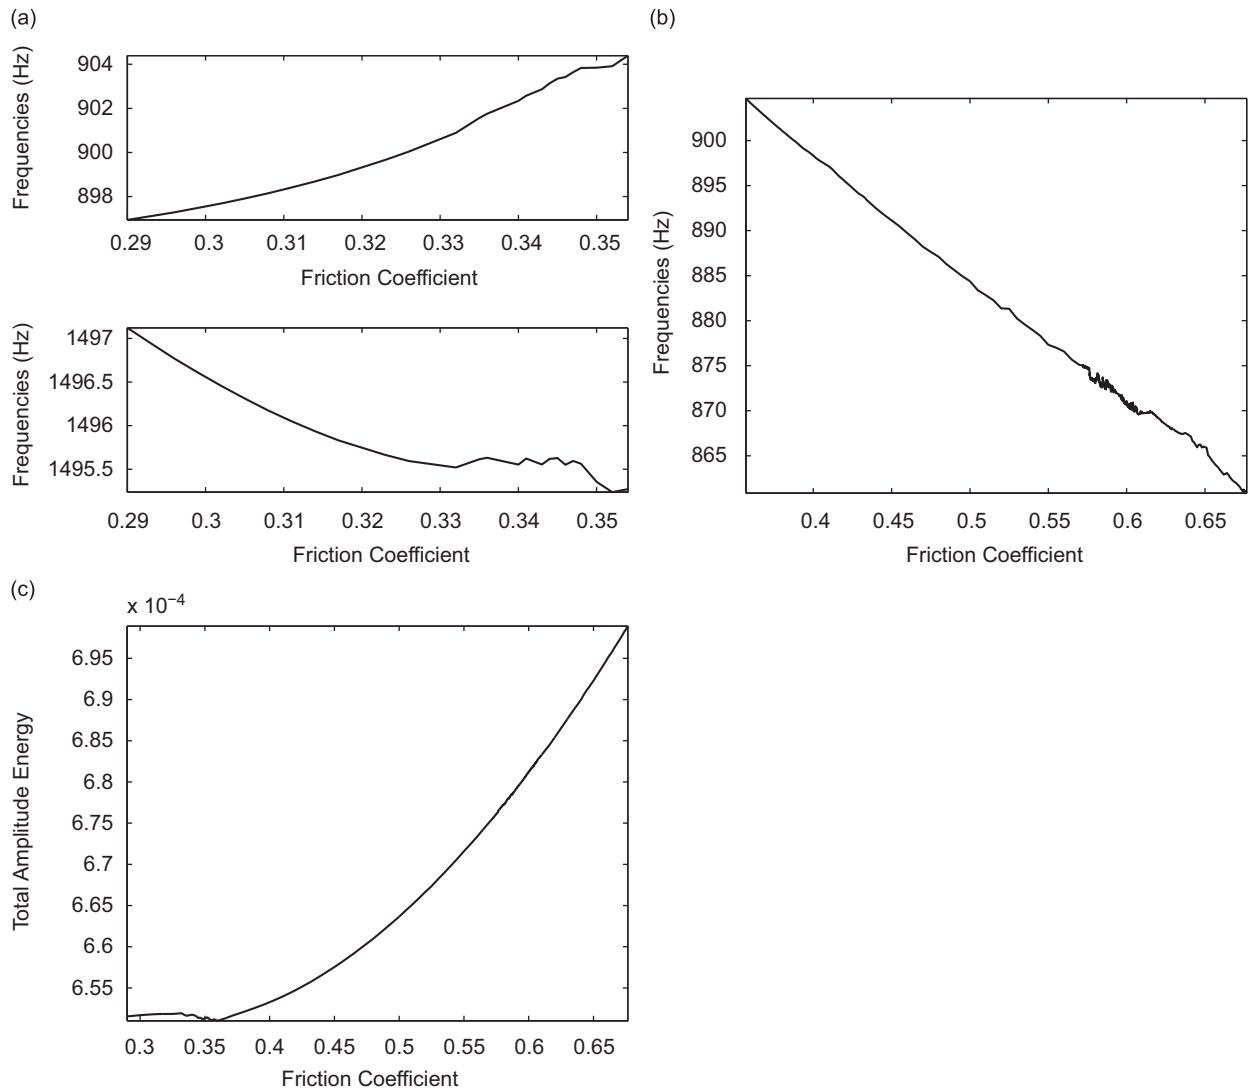 (a)
Frequencies (Hz)
904
902
900
898
0.29 0.3 0.31 0.32 0.33 0.34 0.35
Friction Coefficient
Frequencies (Hz)
1497
1496.5
1496
1495.5
0.29 0.3 0.31 0.32 0.33 0.34 0.35
Friction Coefficient
(b)
Frequencies (Hz)
900
895
890
885
880
875
870
865
0.4 0.45 0.5 0.55 0.6 0.65
Friction Coefficient
(c)
x 10−4
Total Amplitude Energy
6.95
6.9
6.85
6.8
6.75
6.7
6.65
6.6
6.55
0.3 0.35 0.4 0.45 0.5 0.55 0.6 0.65
Friction Coefficient